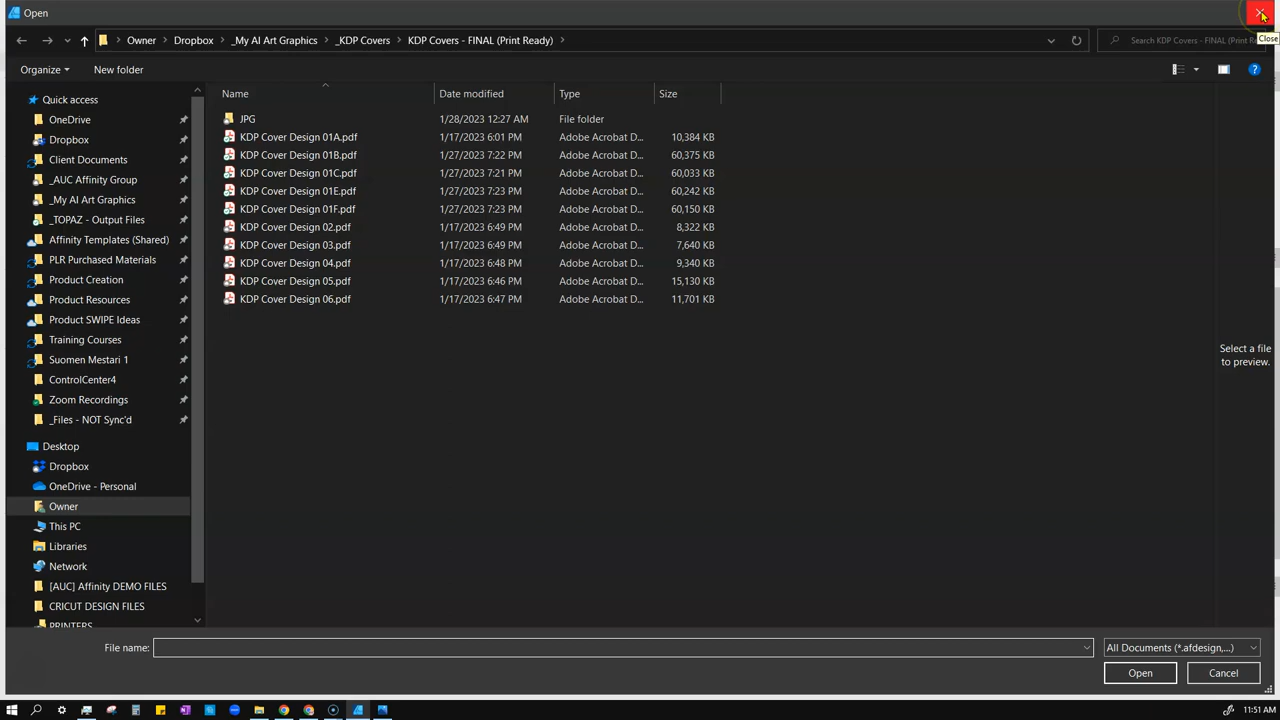 Open
Close
Owner > Dropbox > _My AI Art Graphics > _KDP Covers > KDP Covers - FINAL (Print Ready) >
Search KDP Covers - FINAL (Print Re...
Organize
New folder
Name Date modified Type Size
JPG 1/28/2023 12:27 AM File folder
KDP Cover Design 01A.pdf 1/17/2023 6:01 PM Adobe Acrobat D... 10,384 KB
KDP Cover Design 01B.pdf 1/27/2023 7:22 PM Adobe Acrobat D... 60,375 KB
KDP Cover Design 01C.pdf 1/27/2023 7:21 PM Adobe Acrobat D... 60,033 KB
KDP Cover Design 01E.pdf 1/27/2023 7:23 PM Adobe Acrobat D... 60,242 KB
KDP Cover Design 01F.pdf 1/27/2023 7:23 PM Adobe Acrobat D... 60,150 KB
KDP Cover Design 02.pdf 1/17/2023 6:49 PM Adobe Acrobat D... 8,322 KB
KDP Cover Design 03.pdf 1/17/2023 6:49 PM Adobe Acrobat D... 7,640 KB
KDP Cover Design 04.pdf 1/17/2023 6:48 PM Adobe Acrobat D... 9,340 KB
KDP Cover Design 05.pdf 1/17/2023 6:46 PM Adobe Acrobat D... 15,130 KB
KDP Cover Design 06.pdf 1/17/2023 6:47 PM Adobe Acrobat D... 11,701 KB
Quick access
OneDrive
Dropbox
Client Documents
_AUC Affinity Group
_My AI Art Graphics
_TOPAZ - Output Files
Affinity Templates (Shared)
PLR Purchased Materials
Product Creation
Product Resources
Product SWIPE Ideas
Training Courses
Suomen Mestari 1
ControlCenter4
Zoom Recordings
_Files - NOT Sync'd
Desktop
Dropbox
OneDrive - Personal
Owner
This PC
Libraries
Network
[AUC] Affinity DEMO FILES
CRICUT DESIGN FILES
PRINTERS
Select a file
to preview.
File name:
All Documents (*.afdesign,...)
Open
Cancel
11:51 AM